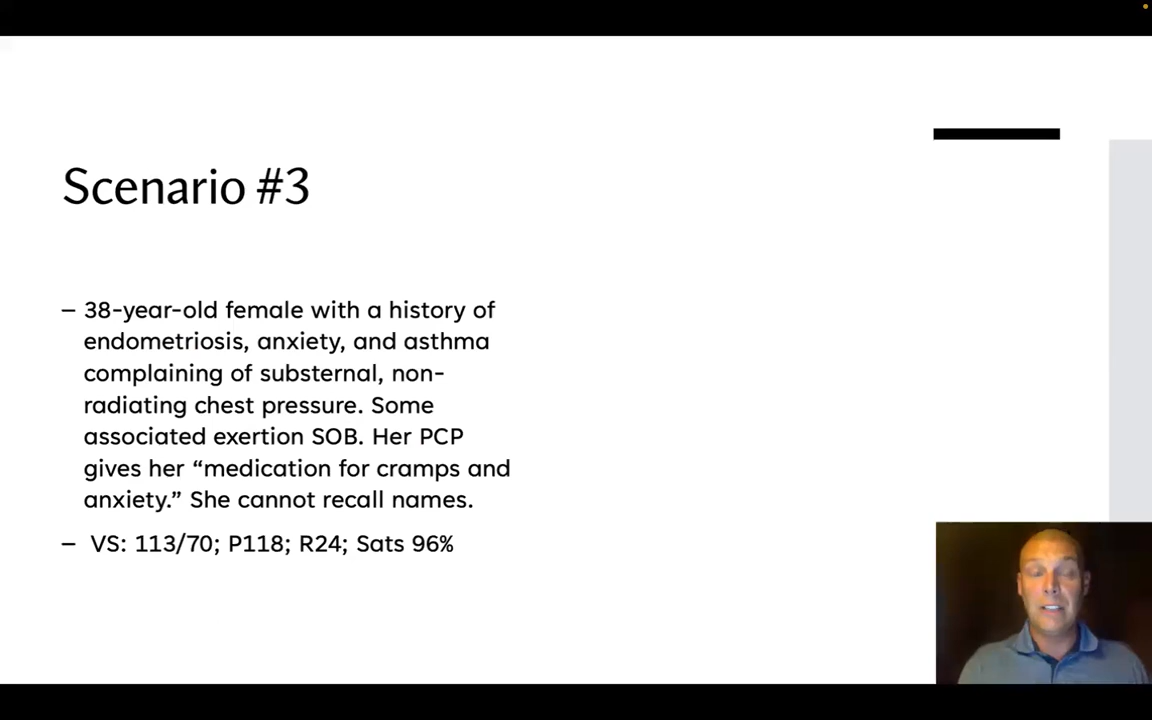 Scenario #3
– 38-year-old female with a history of
endometriosis, anxiety, and asthma
complaining of substernal, non-
radiating chest pressure. Some
associated exertion SOB. Her PCP
gives her “medication for cramps and
anxiety.” She cannot recall names.
– VS: 113/70; P118; R24; Sats 96%